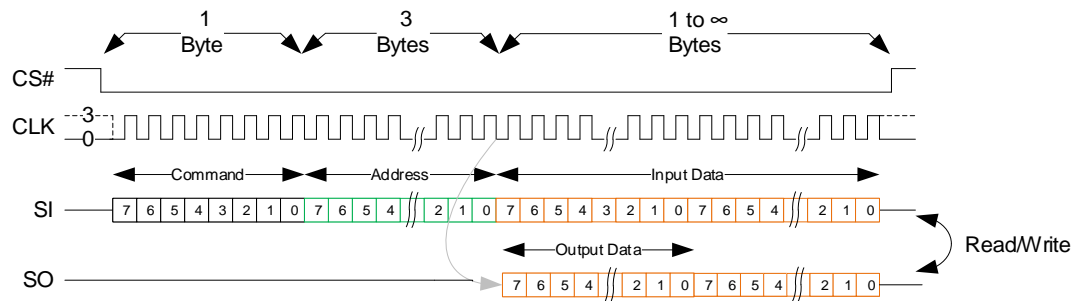 1 Byte
3 Bytes
1 to ∞ Bytes
CS#
CLK
3
0
Command
Address
Input Data
SI
7 6 5 4 3 2 1 0 7 6 5 4 2 1 0 7 6 5 4 3 2 1 0 7 6 5 4 2 1 0
Read/Write
Output Data
SO
7 6 5 4 2 1 0 7 6 5 4 2 1 0